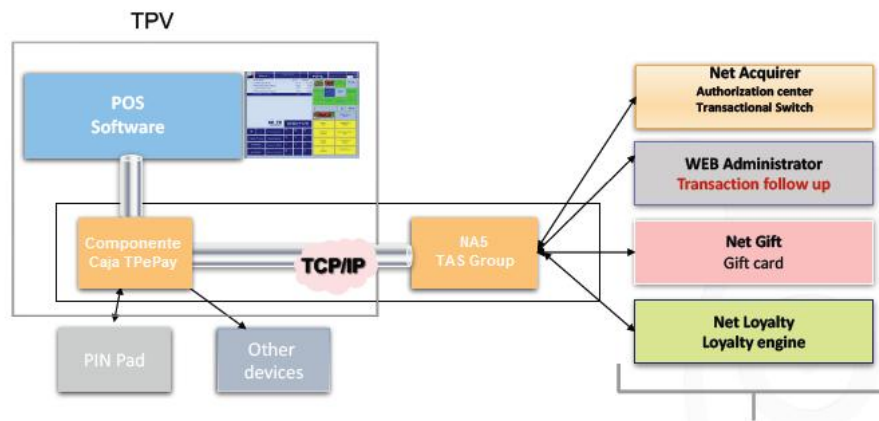 TPV
POS
Software
Net Acquirer
Authorization center
Transactional Switch
WEB Administrator
Transaction follow up
Componente
Caja TPePay
TCP/IP
NA5
TAS Group
Net Gift
Gift card
PIN Pad
Other
devices
Net Loyalty
Loyalty engine